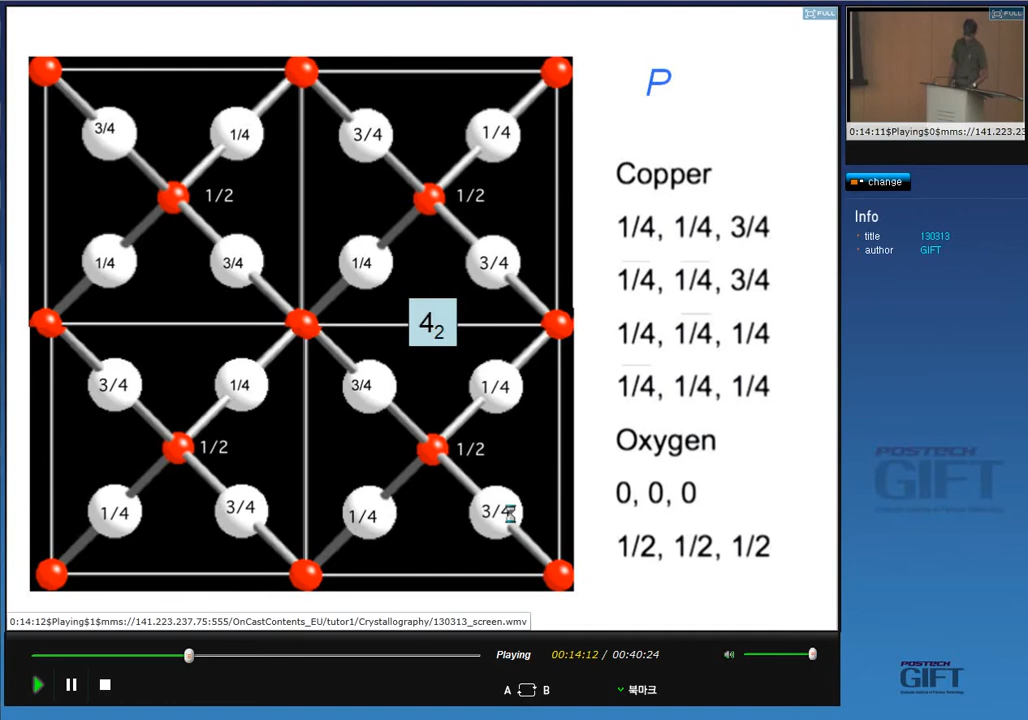 FULL
FULL
P
3/4
1/4
3/4
1/4
0:14:11$Playing$0$mms://141.223.23
Copper
change
1/2
1/2
Info
1/4, 1/4, 3/4
title 130313
author GIFT
1/4
3/4
1/4
3/4
1/4, 1/4, 3/4
4₂
1/4, 1/4, 1/4
3/4
1/4
3/4
1/4
1/4, 1/4, 1/4
1/2
1/2
Oxygen
POSTECH
GIFT
1/4
3/4
1/4
3/4
0, 0, 0
1/2, 1/2, 1/2
0:14:12$Playing$1$mms://141.223.237.75:555/OnCastContents_EU/tutor1/Crystallography/130313_screen.wmv
Playing 00:14:12 / 00:40:24
A B 북마크
POSTECH
GIFT